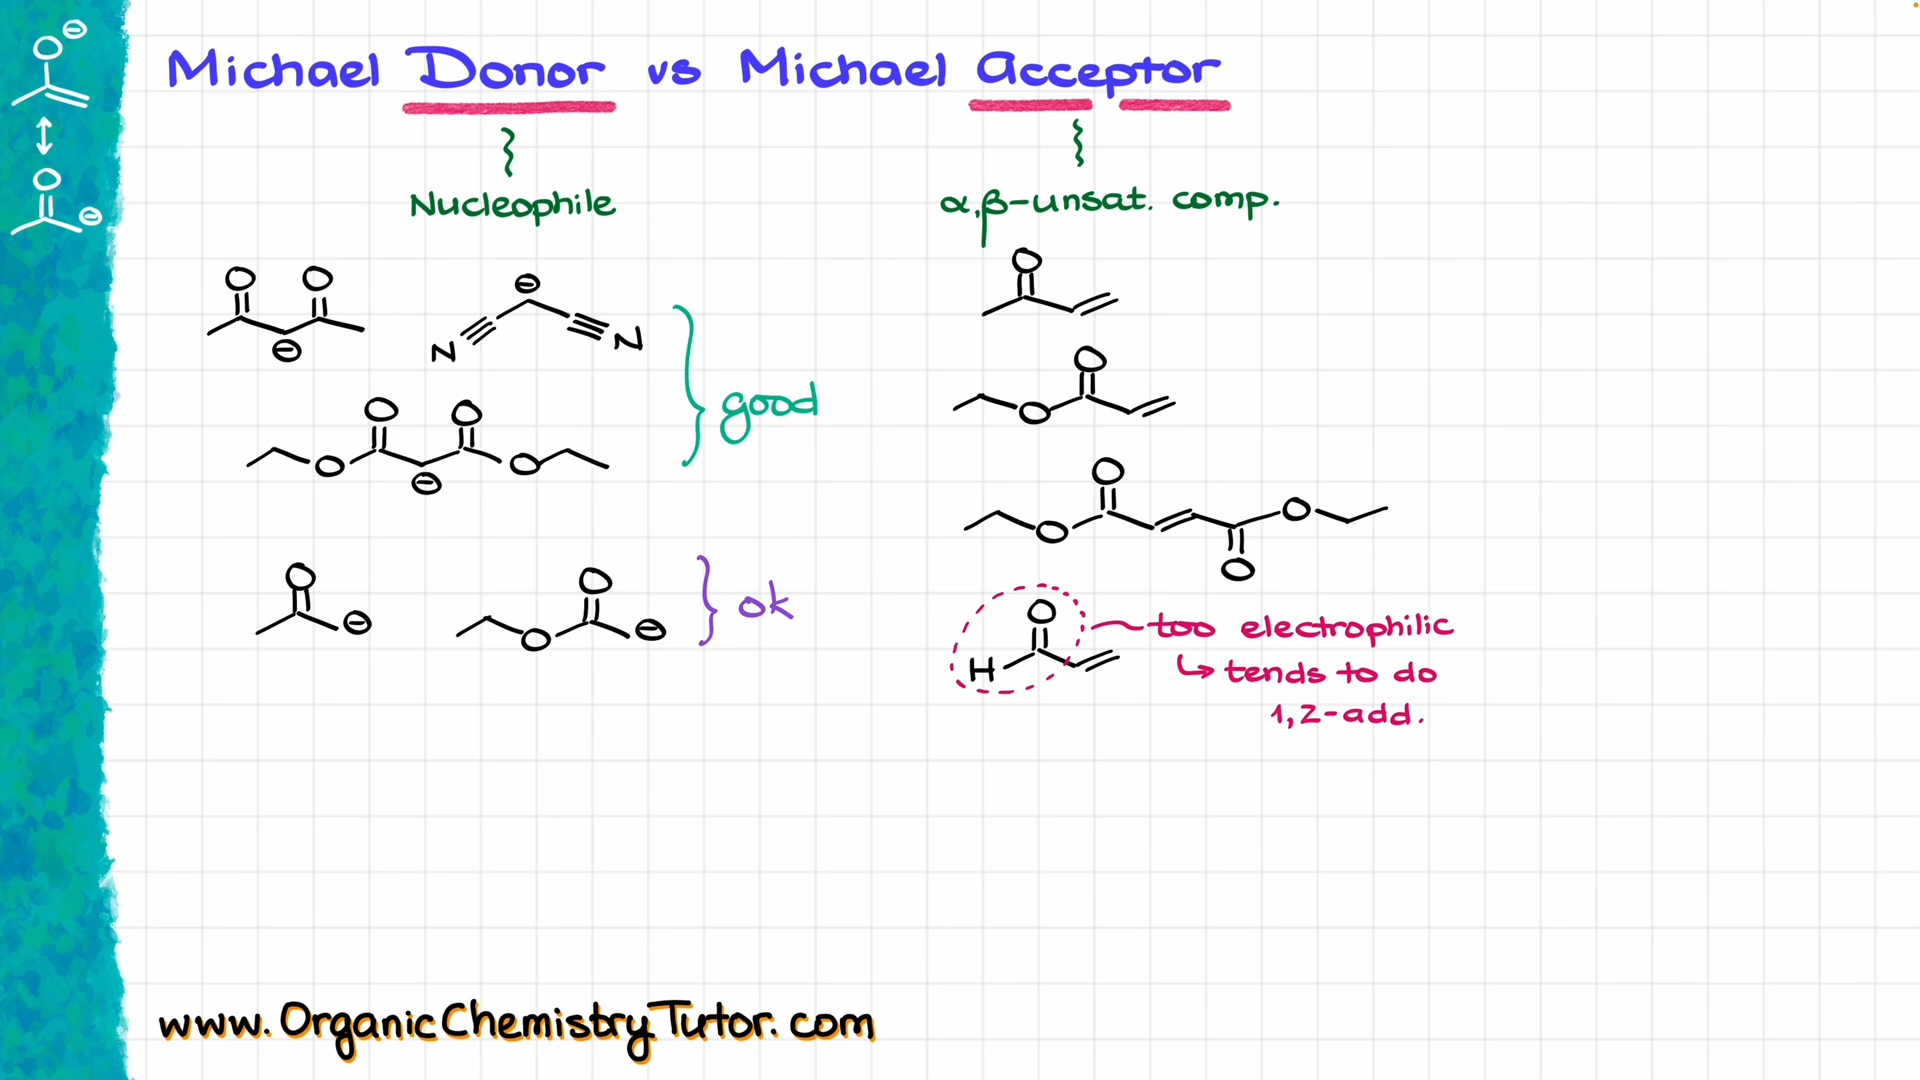 Michael Donor vs Michael Acceptor
Nucleophile
α,β-unsat. comp.
O O
⊖
⊖
N N
good
O O
O O
⊖
O
⊖
O
O
⊖
ok
O
O
O
O
O
O
O
O
H
too electrophilic
↳ tends to do
1,2-add.
O ⊖
O
⊖
www.OrganicChemistryTutor.com